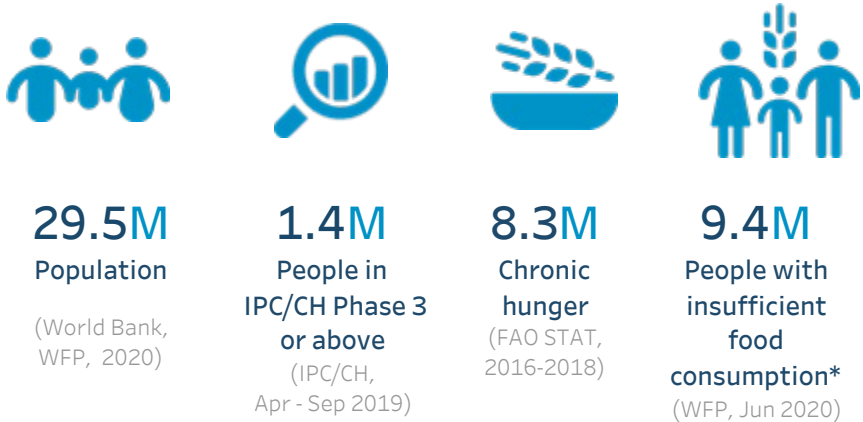 29.5M
Population
(World Bank,
WFP, 2020)
1.4M
People in
IPC/CH Phase 3
or above
(IPC/CH,
Apr - Sep 2019)
8.3M
Chronic
hunger
(FAO STAT,
2016-2018)
9.4M
People with
insufficient
food
consumption*
(WFP, Jun 2020)